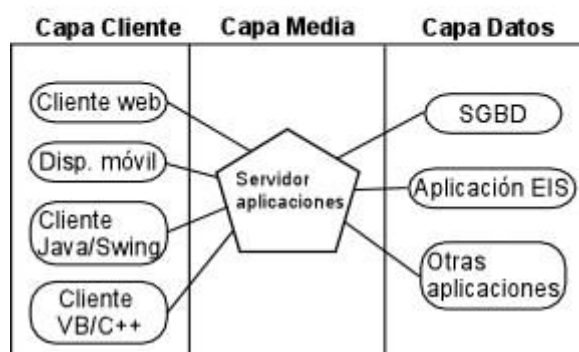 Capa Cliente
Capa Media
Capa Datos
Cliente web
Disp. móvil
Cliente
Java/Swing
Cliente
VB/C++
Servidor
aplicaciones
SGBD
Aplicación EIS
Otras
aplicaciones